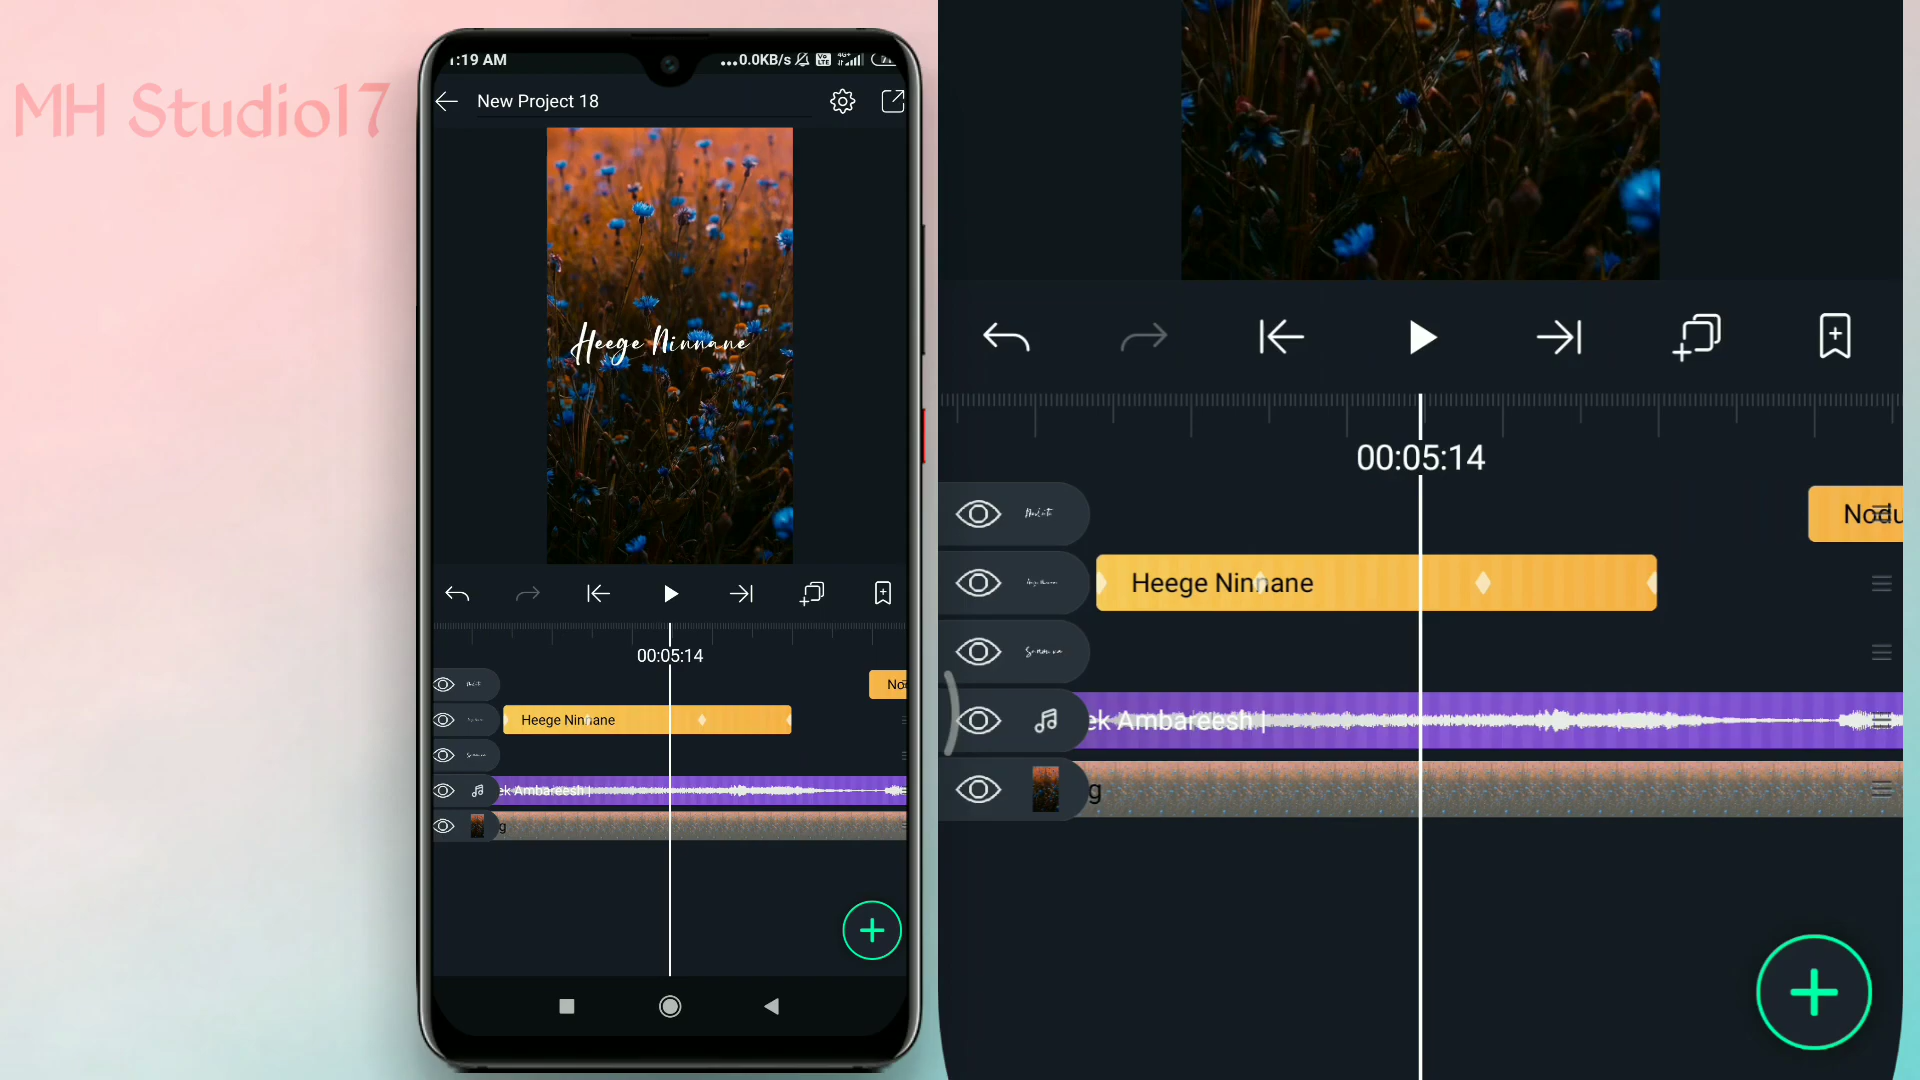 MH Studio17
1:19 AM
...0.0KB/s
New Project 18
Heege Ninnane
00:05:14
Heege Ninnane
ek Ambareesh |
g
00:05:14
Nodu
Heege Ninnane
ek Ambareesh |
g